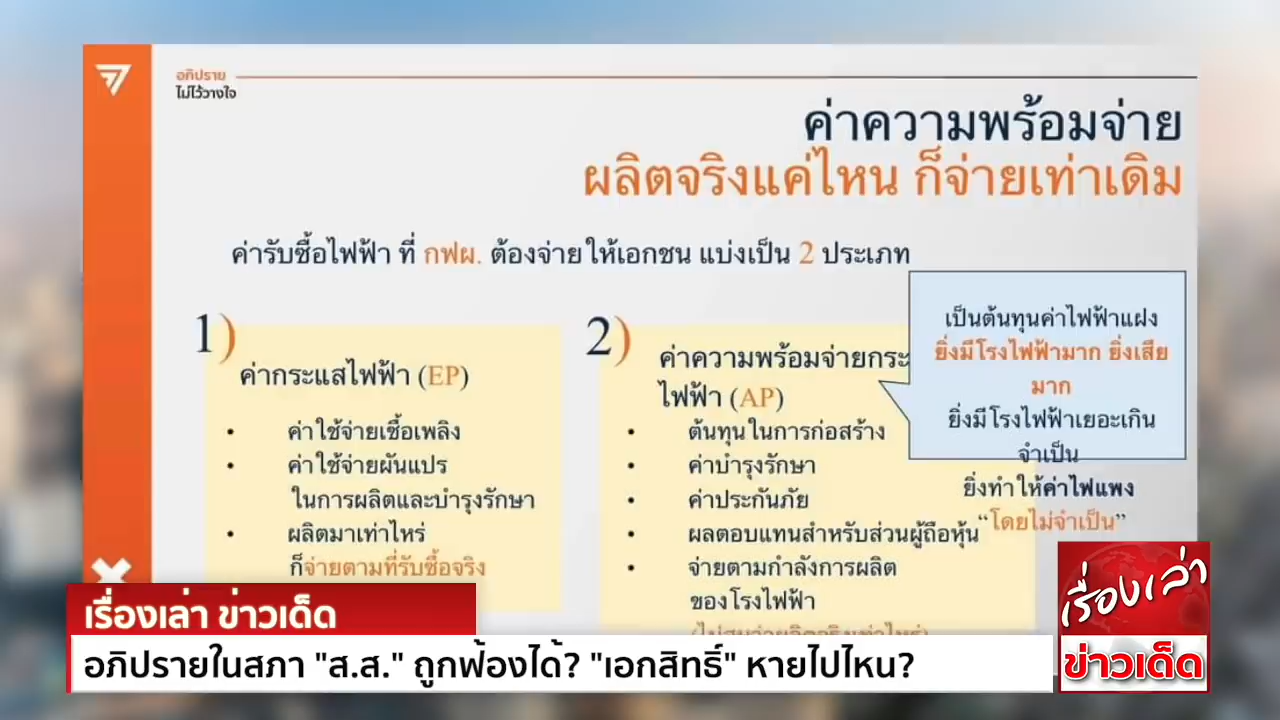 อภิปราย
ไม่ไว้วางใจ
ค่าความพร้อมจ่าย
ผลิตจริงแค่ไหน ก็จ่ายเท่าเดิม
ค่ารับซื้อไฟฟ้า ที่ กฟผ. ต้องจ่ายให้เอกชน แบ่งเป็น 2 ประเภท
1)
ค่ากระแสไฟฟ้า (EP)
• ค่าใช้จ่ายเชื้อเพลิง
• ค่าใช้จ่ายผันแปร
ในการผลิตและบำรุงรักษา
• ผลิตมาเท่าไหร่
ก็จ่ายตามที่รับซื้อจริง
2)
ค่าความพร้อมจ่ายกระ
ไฟฟ้า (AP)
• ต้นทุนในการก่อสร้าง
• ค่าบำรุงรักษา
• ค่าประกันภัย
• ผลตอบแทนสำหรับส่วนผู้ถือหุ้น
• จ่ายตามกำลังการผลิต
ของโรงไฟฟ้า
เป็นต้นทุนค่าไฟฟ้าแฝง
ยิ่งมีโรงไฟฟ้ามาก ยิ่งเสีย
มาก
ยิ่งมีโรงไฟฟ้าเยอะเกิน
จำเป็น
ยิ่งทำให้ค่าไฟแพง
“โดยไม่จำเป็น”
เรื่องเล่า ข่าวเด็ด
อภิปรายในสภา "ส.ส." ถูกฟ้องได้? "เอกสิทธิ์" หายไปไหน?
เรื่องเล่า
ข่าวเด็ด